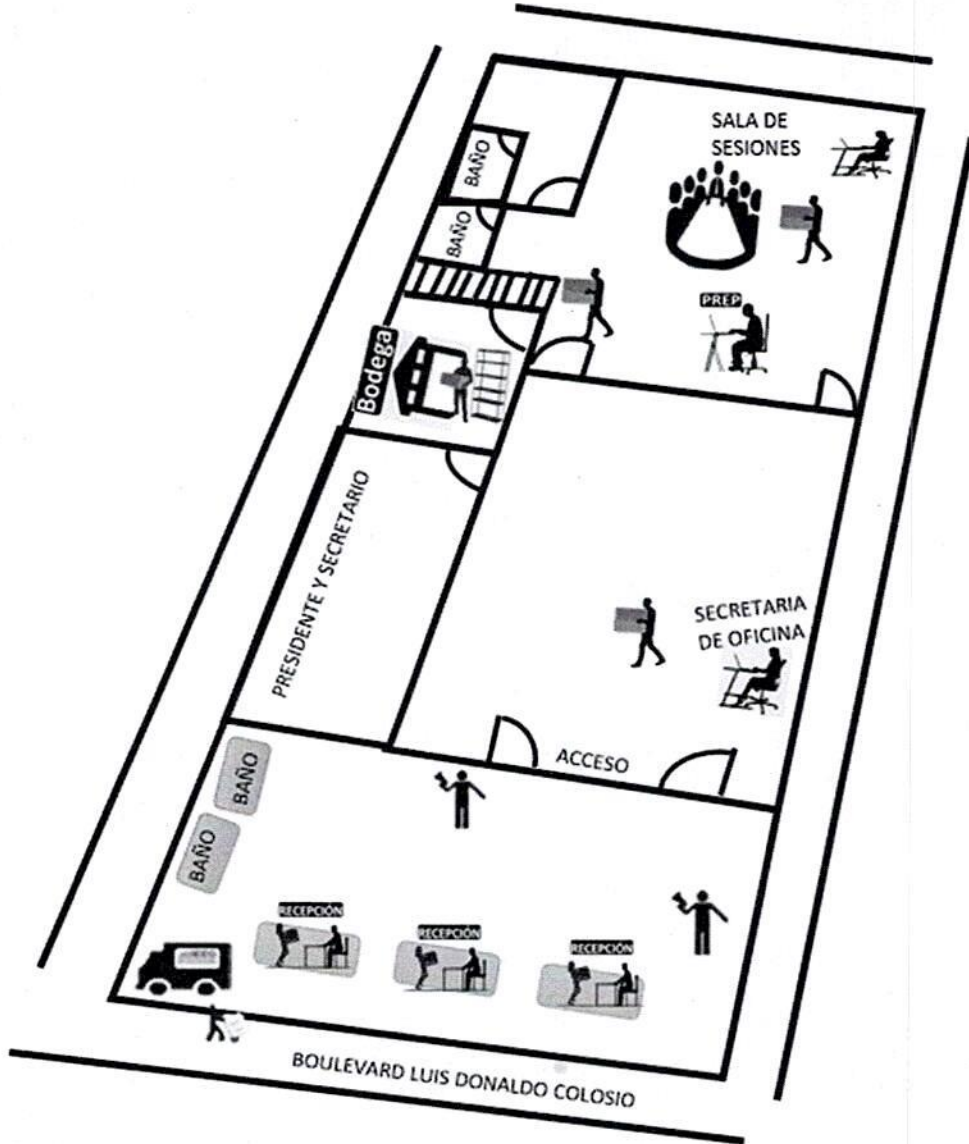 SALA DE
SESIONES
BAÑO
BAÑO
PREP
Bodega
PRESIDENTE Y SECRETARIO
SECRETARIA
DE OFICINA
ACCESO
BAÑO
BAÑO
RECEPCIÓN
RECEPCIÓN
RECEPCIÓN
BOULEVARD LUIS DONALDO COLOSIO